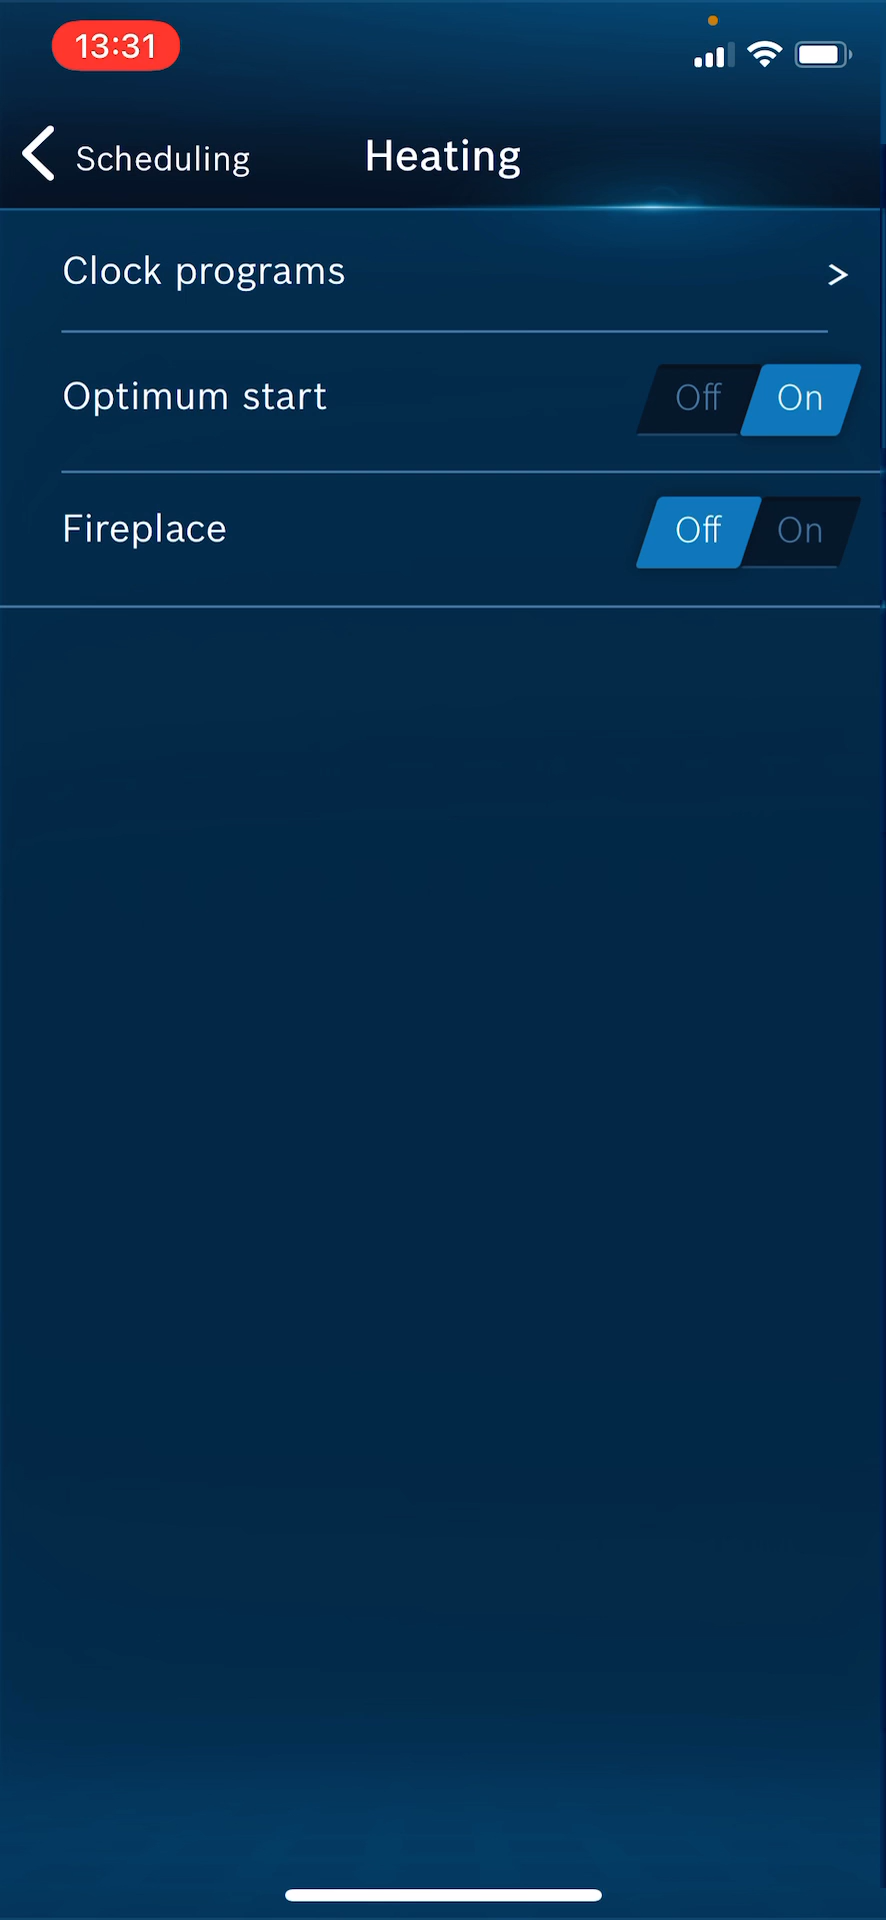 13:31
Scheduling
Heating
Clock programs
>
Optimum start
Off
On
Fireplace
Off
On